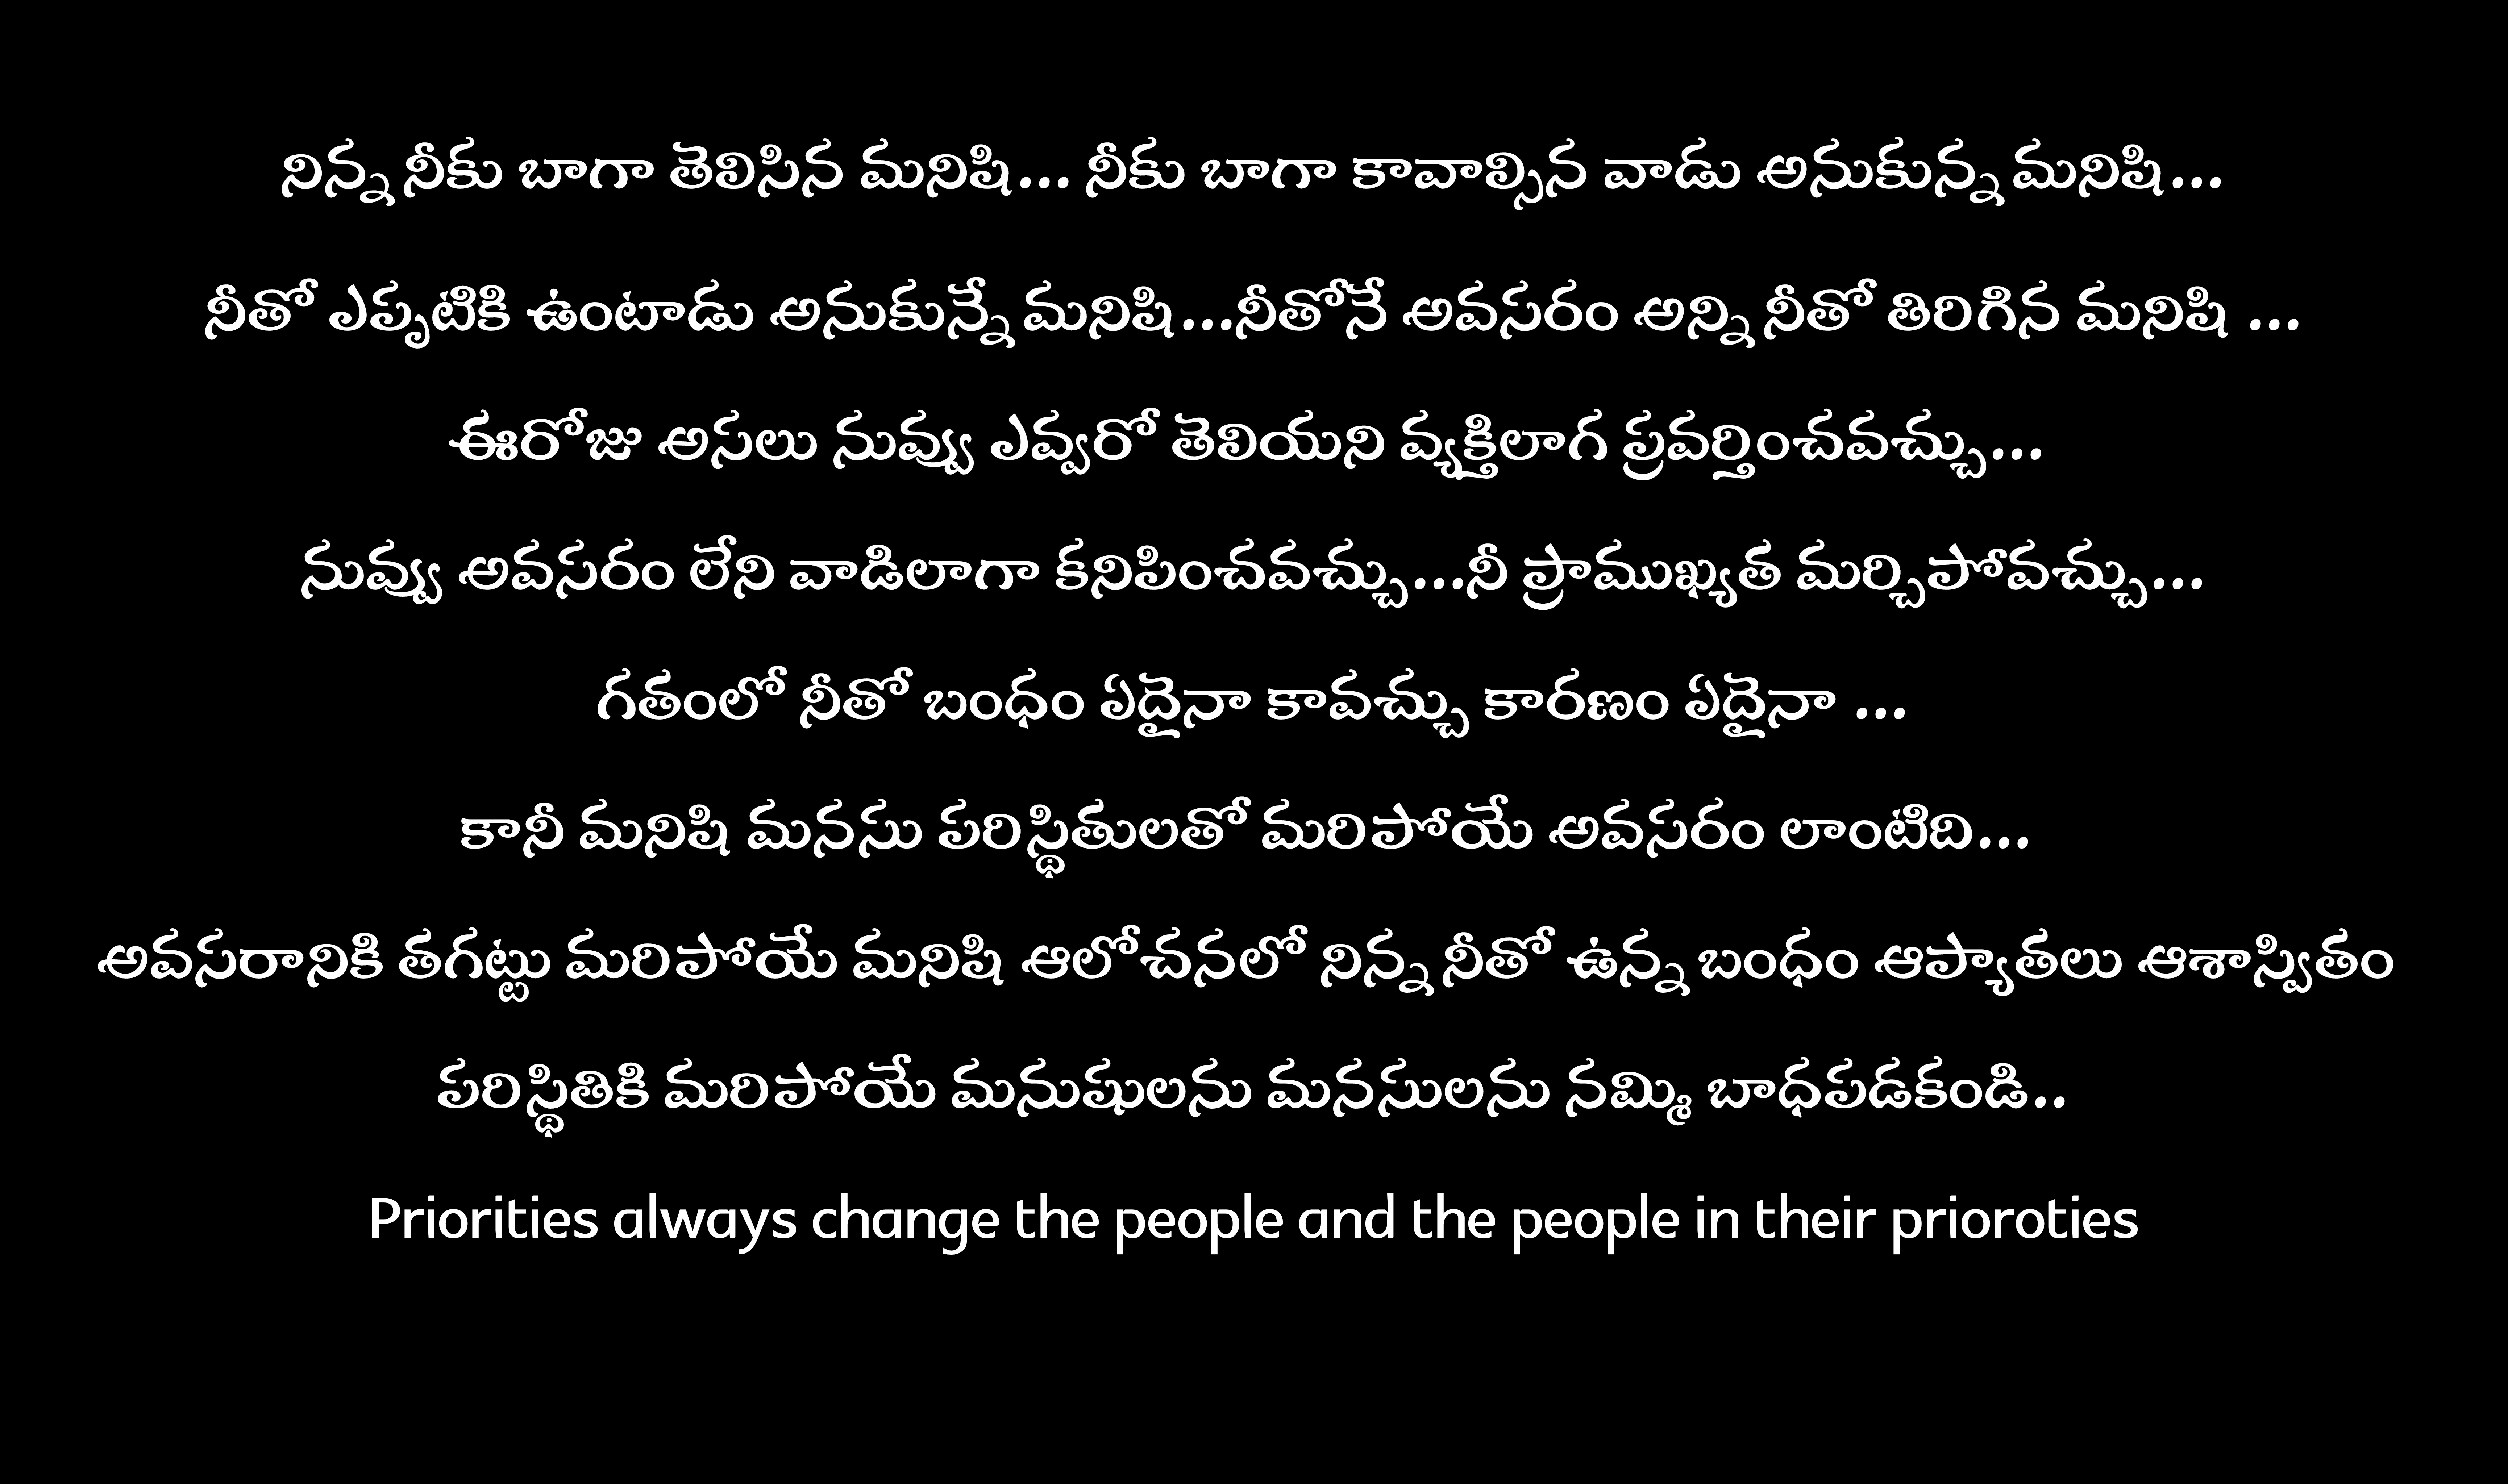 నిన్న నీకు బాగా తెలిసిన మనిషి... నీకు బాగా కావాల్సిన వాడు అనుకున్న మనిషి...
నీతో ఎపృటికి ఉంటాడు అనుకున్నే మనిషి...నీతోనే అవసరం అన్ని నీతో తిరిగిన మనిషి ...
ఈరోజు అసలు నువ్వు ఎవ్వరో తెలియని వ్యక్తిలాగ ప్రవర్తించవచ్చు...
నువ్వు అవసరం లేని వాడిలాగా కనిపించవచ్చు...నీ ప్రాముఖ్యత మర్చిపోవచ్చు...
గతంలో నీతో బంధం ఏదైనా కావచ్చు కారణం ఏదైనా ...
కానీ మనిషి మనసు పరిస్థితులతో మరిపోయే అవసరం లాంటిది...
అవసరానికి తగట్టు మరిపోయే మనిషి ఆలోచనలో నిన్న నీతో ఉన్న బంధం ఆప్యాతలు ఆశాస్వితం
పరిస్థితికి మరిపోయే మనుషులను మనసులను నమ్మి బాధపడకండి..
Priorities always change the people and the people in their prioroties